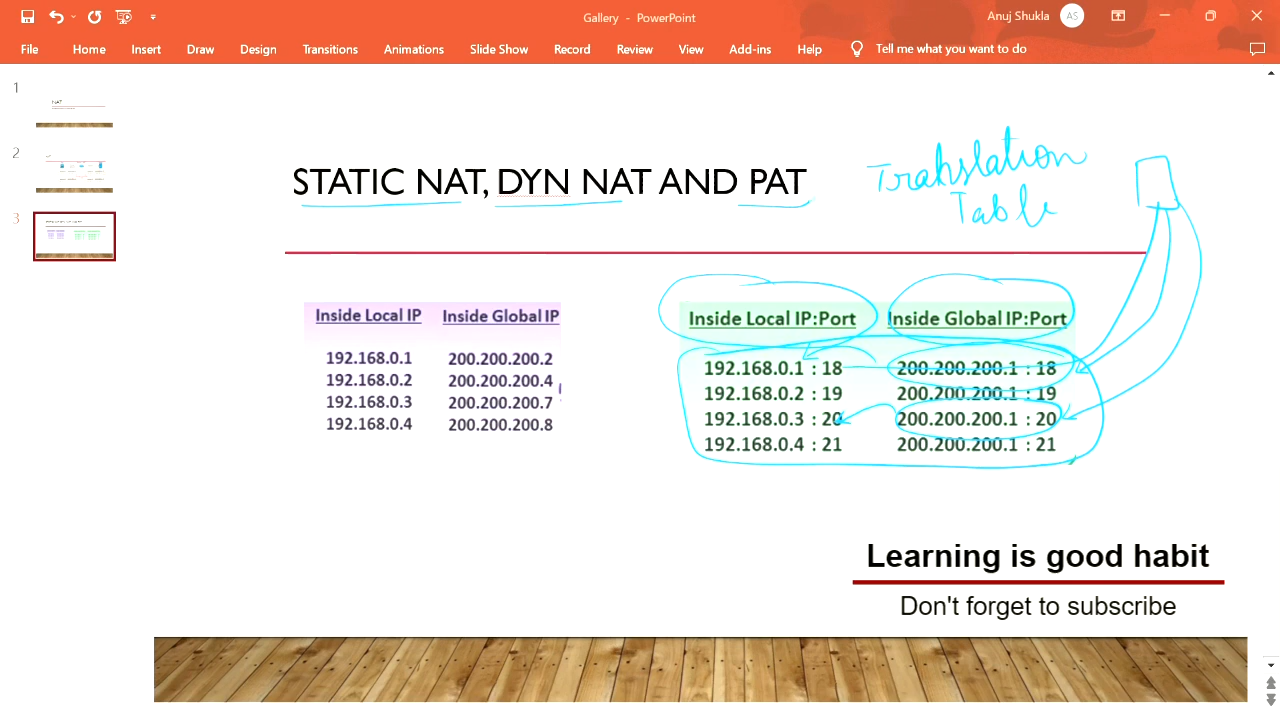 Gallery - PowerPoint
Anuj Shukla AS
File Home Insert Draw Design Transitions Animations Slide Show Record Review View Add-ins Help Tell me what you want to do
1
NAT
2
3
STATIC NAT, DYN NAT AND PAT
Translation
Table
Inside Local IP Inside Global IP
192.168.0.1 200.200.200.2
192.168.0.2 200.200.200.4
192.168.0.3 200.200.200.7
192.168.0.4 200.200.200.8
Inside Local IP:Port Inside Global IP:Port
192.168.0.1 : 18 200.200.200.1 : 18
192.168.0.2 : 19 200.200.200.1 : 19
192.168.0.3 : 20 200.200.200.1 : 20
192.168.0.4 : 21 200.200.200.1 : 21
Learning is good habit
Don't forget to subscribe